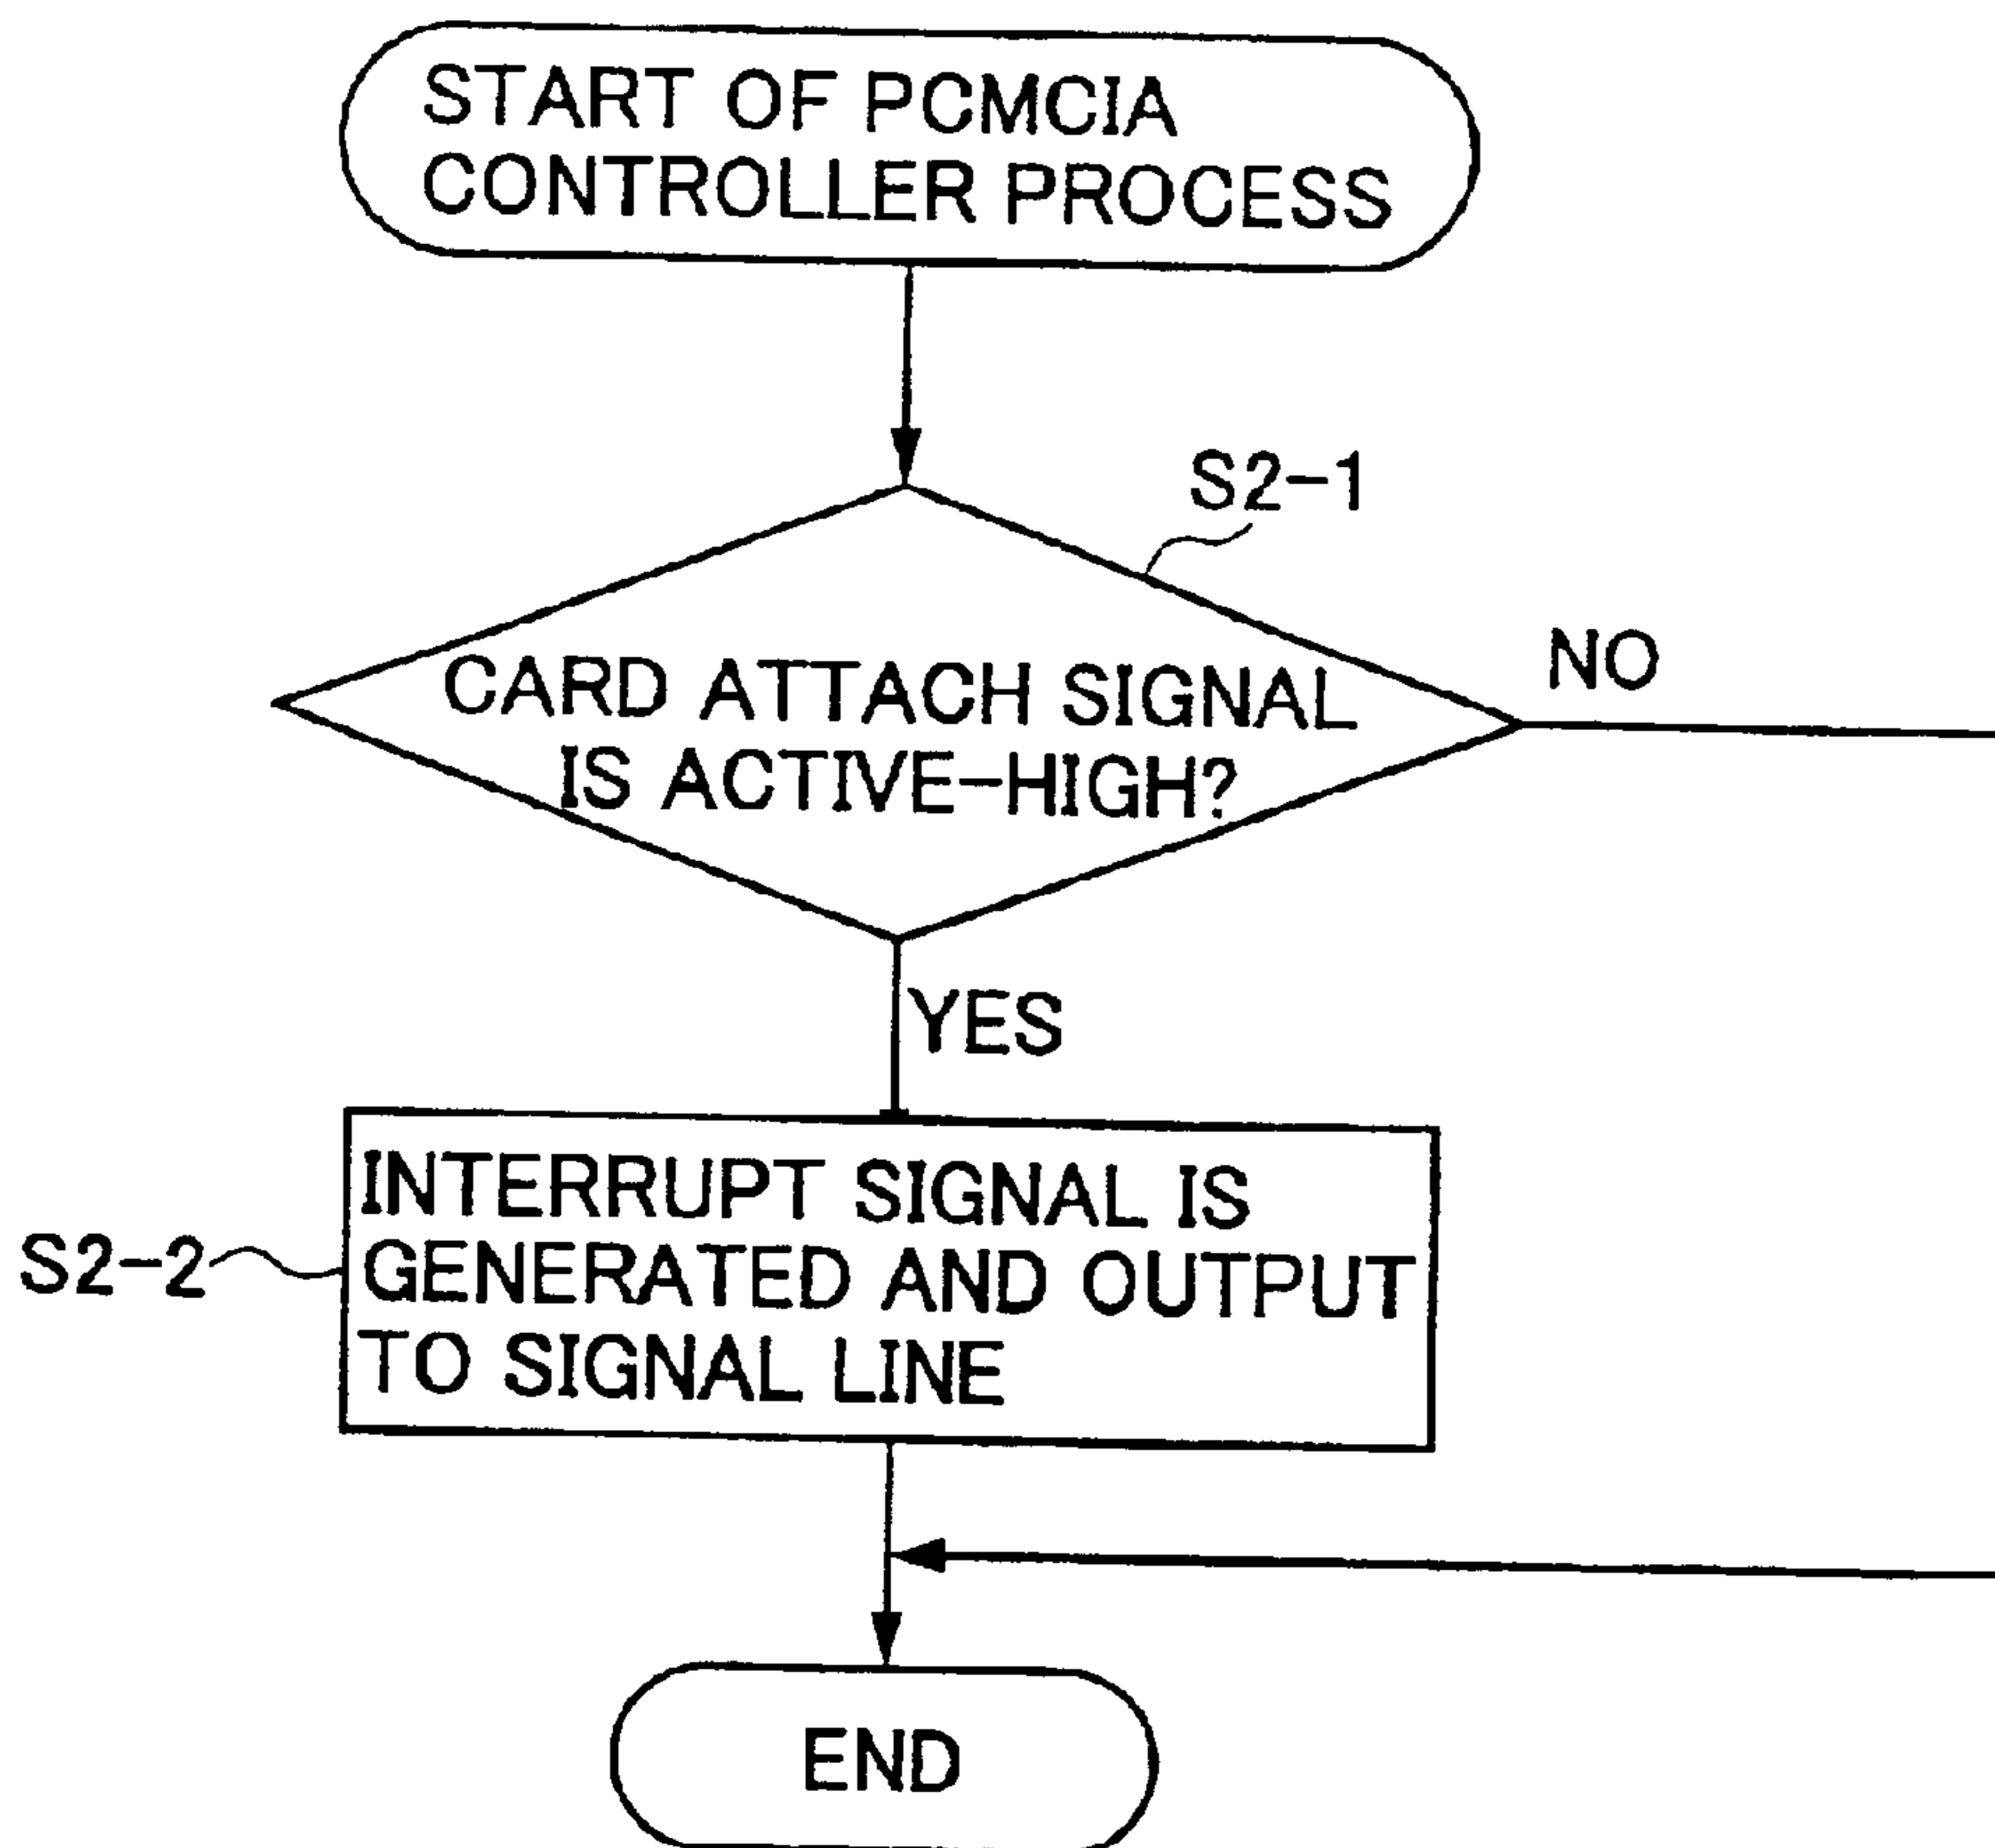 START OF PCMCIA
CONTROLLER PROCESS
S2-1
CARD ATTACH SIGNAL
IS ACTIVE-HIGH?
NO
YES
S2-2
INTERRUPT SIGNAL IS
GENERATED AND OUTPUT
TO SIGNAL LINE
END